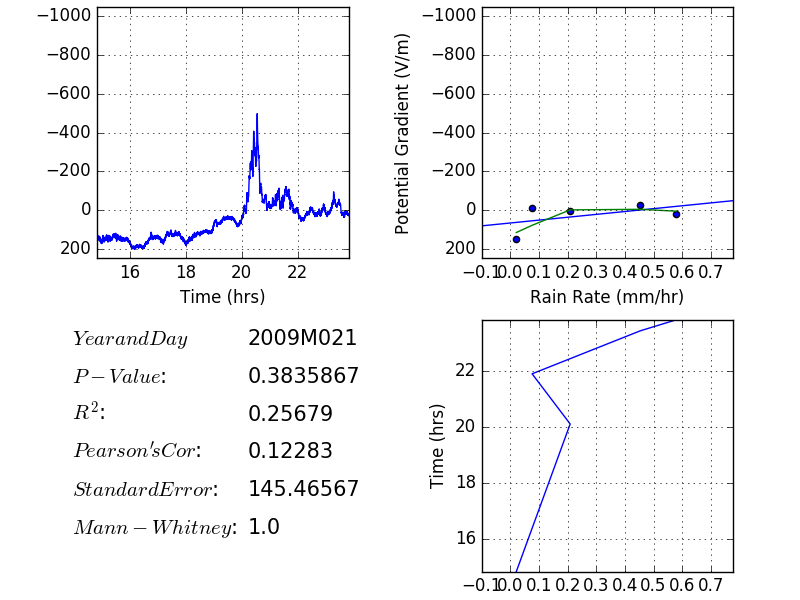 −1000
−800
−600
−400
−200
0
200
16 18 20 22
Time (hrs)
Potential Gradient (V/m)
−1000
−800
−600
−400
−200
0
200
−0.1 0.0 0.1 0.2 0.3 0.4 0.5 0.6 0.7
Rain Rate (mm/hr)
YearandDay 2009M021
P−Value: 0.3835867
R²: 0.25679
Pearson'sCor: 0.12283
StandardError: 145.46567
Mann−Whitney: 1.0
Time (hrs)
22
20
18
16
−0.1 0.0 0.1 0.2 0.3 0.4 0.5 0.6 0.7